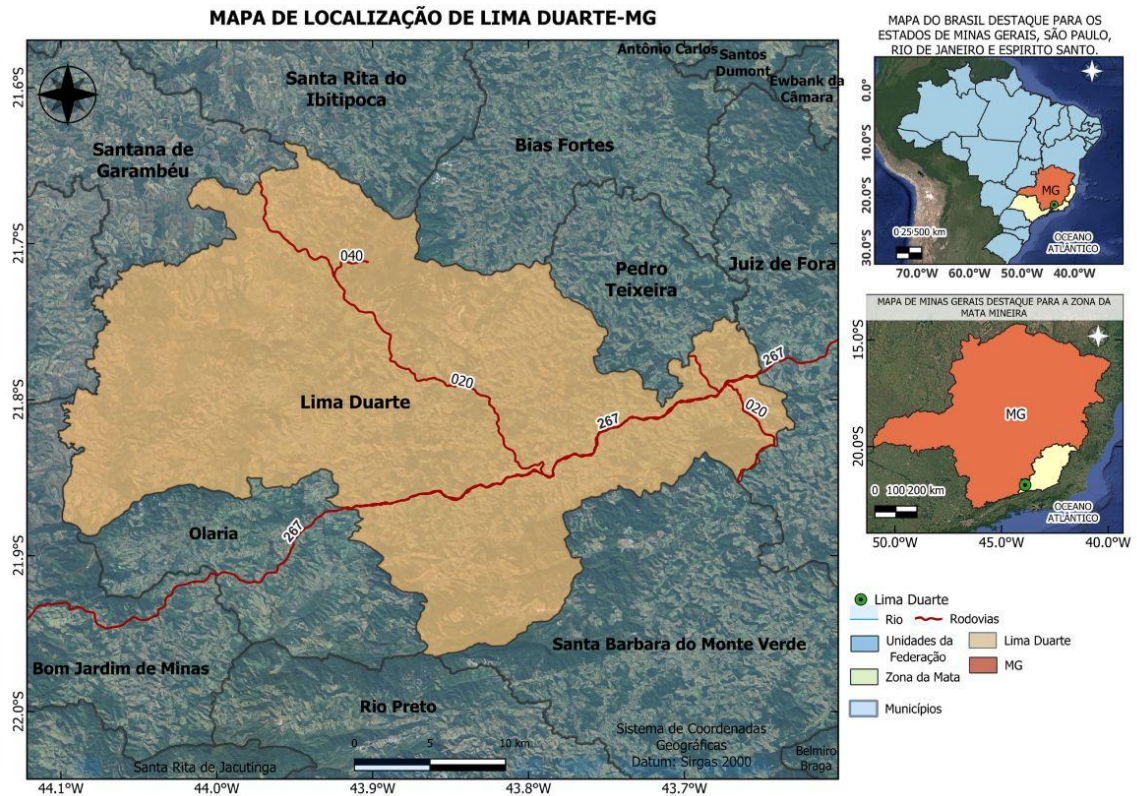 MAPA DE LOCALIZAÇÃO DE LIMA DUARTE-MG
Antônio Carlos
Santos
Dumont
Ewbank da
Câmara
Santa Rita do
Ibitipoca
Bias Fortes
Santana de
Garambéu
Pedro
Teixeira
Juiz de Fora
040
020
267
Lima Duarte
267
020
Olaria
267
Santa Barbara do Monte Verde
Bom Jardim de Minas
Rio Preto
Sistema de Coordenadas
Geográficas
Datum: Sirgas 2000
Belmiro
Braga
Santa Rita de Jacutinga
0 5 10 km
21.6°S
21.7°S
21.8°S
21.9°S
22.0°S
44.1°W 44.0°W 43.9°W 43.8°W 43.7°W
MAPA DO BRASIL DESTAQUE PARA OS
ESTADOS DE MINAS GERAIS, SÃO PAULO,
RIO DE JANEIRO E ESPIRITO SANTO.
0.0°
10.0°S
20.0°S
30.0°S
MG
0 25 500 km
OCEANO
ATLÂNTICO
70.0°W 60.0°W 50.0°W 40.0°W
MAPA DE MINAS GERAIS DESTAQUE PARA A ZONA DA
MATA MINEIRA
15.0°S
20.0°S
MG
0 100 200 km
OCEANO
ATLÂNTICO
50.0°W 45.0°W 40.0°W
Lima Duarte
Rio Rodovias
Unidades da
Federação
Lima Duarte
Zona da Mata
MG
Municípios